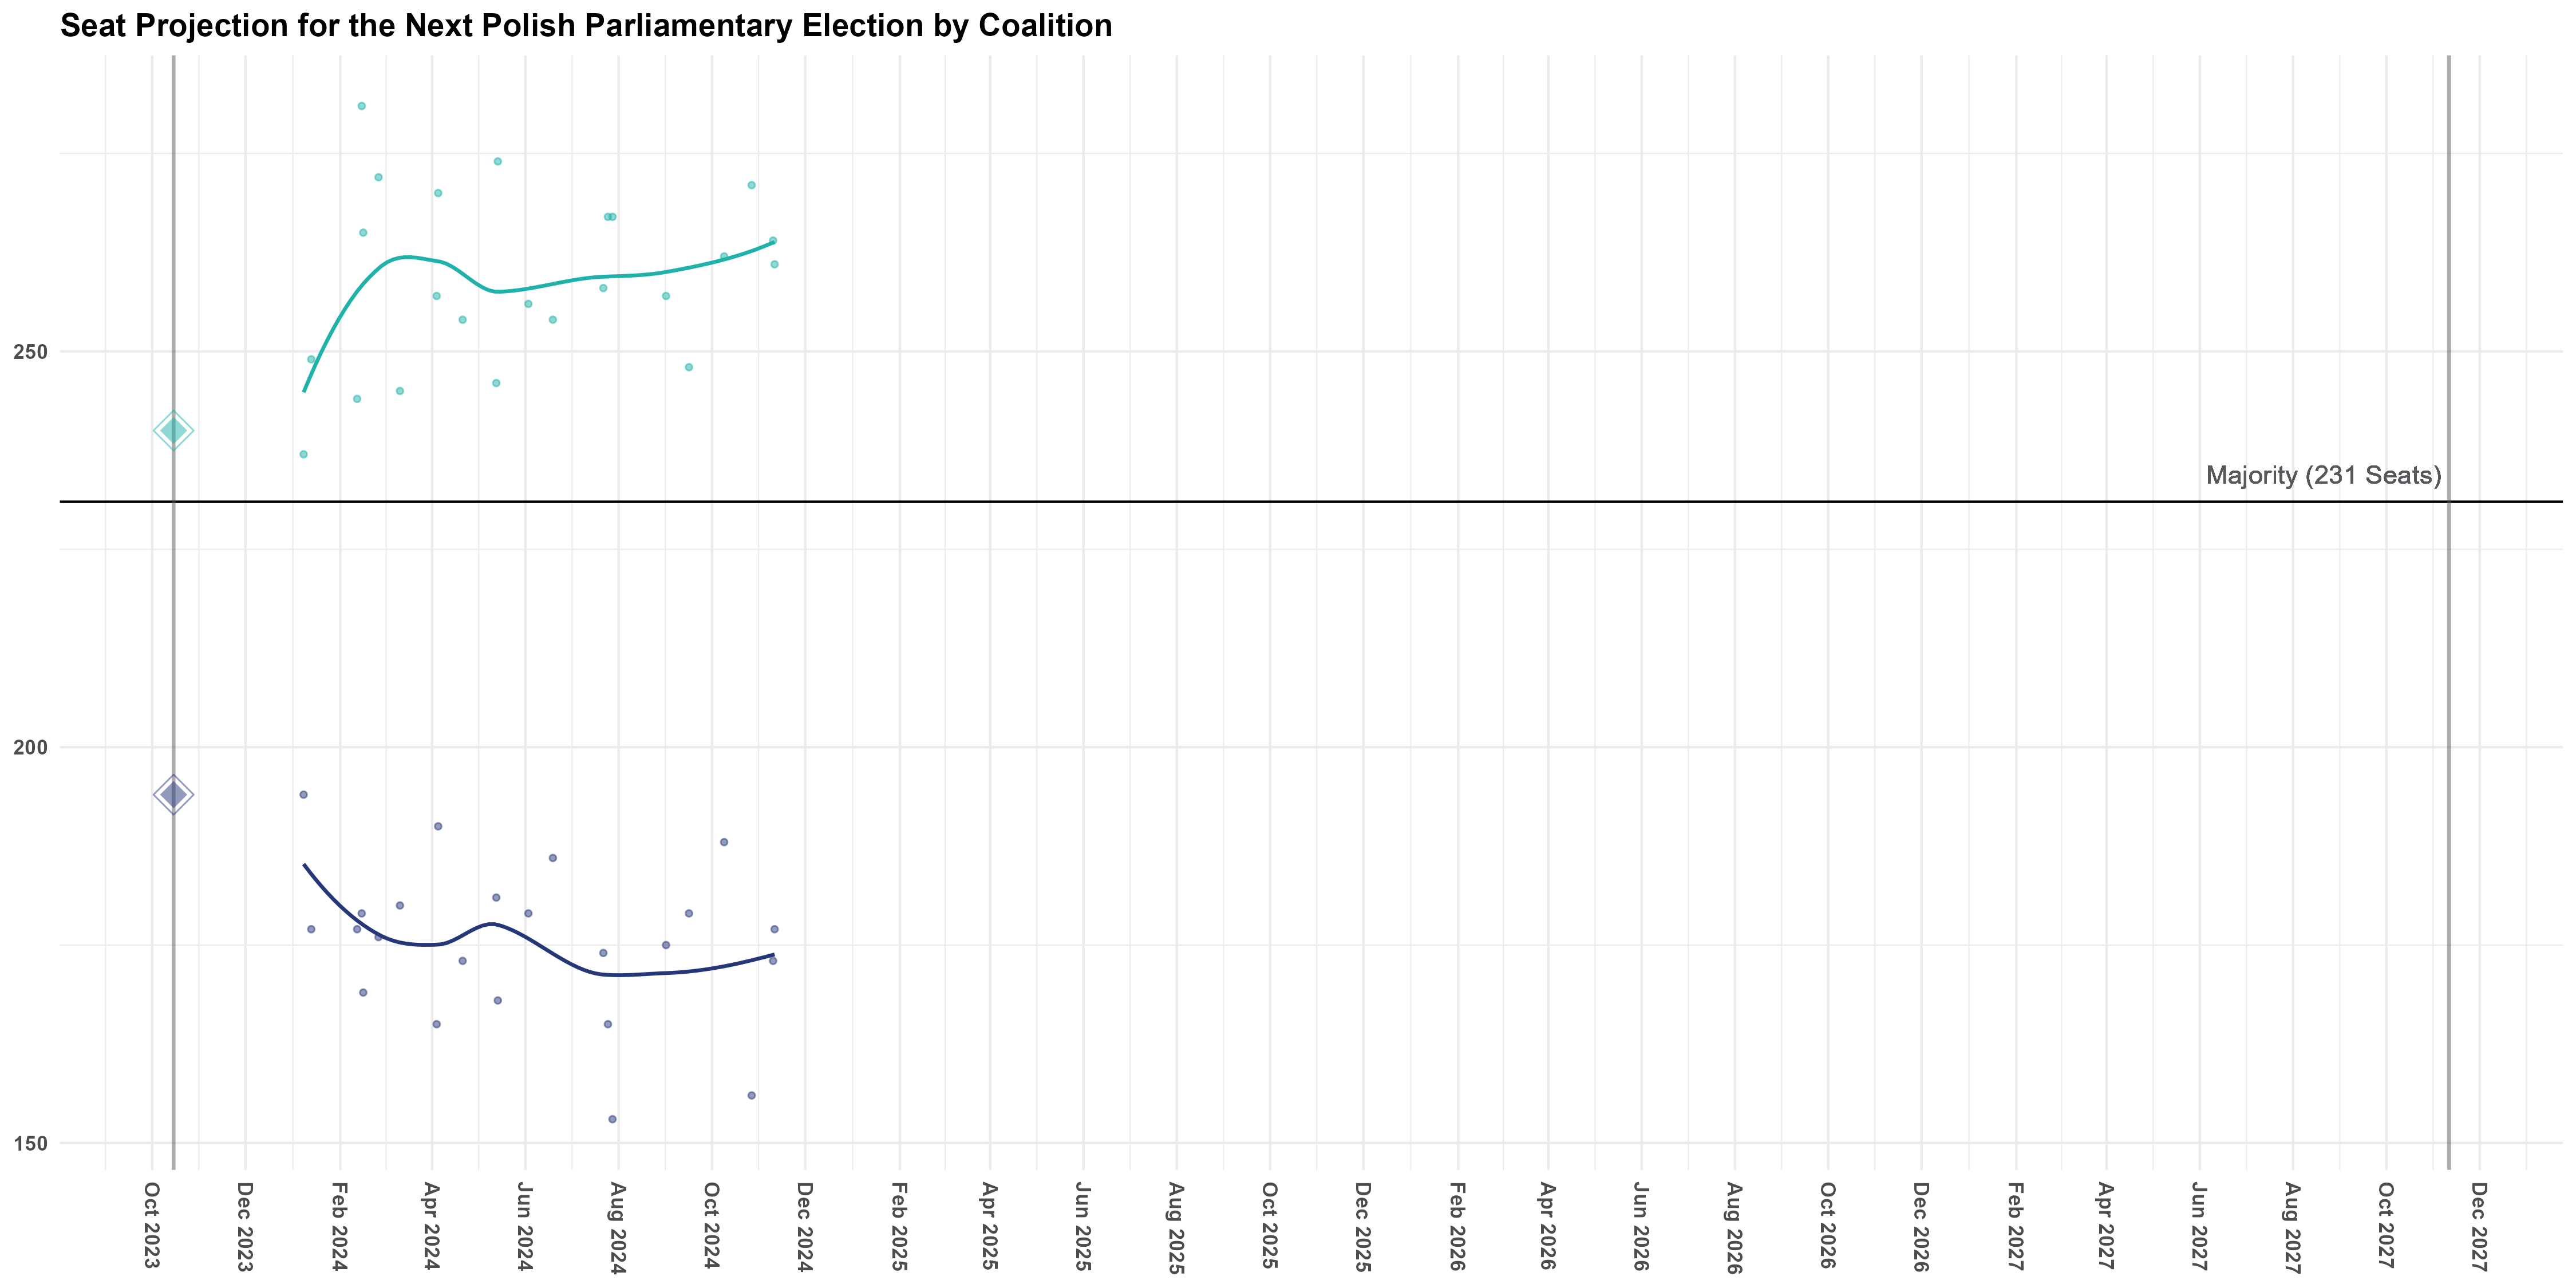 Seat Projection for the Next Polish Parliamentary Election by Coalition
250
Majority (231 Seats)
200
150
Oct 2023
Dec 2023
Feb 2024
Apr 2024
Jun 2024
Aug 2024
Oct 2024
Dec 2024
Feb 2025
Apr 2025
Jun 2025
Aug 2025
Oct 2025
Dec 2025
Feb 2026
Apr 2026
Jun 2026
Aug 2026
Oct 2026
Dec 2026
Feb 2027
Apr 2027
Jun 2027
Aug 2027
Oct 2027
Dec 2027